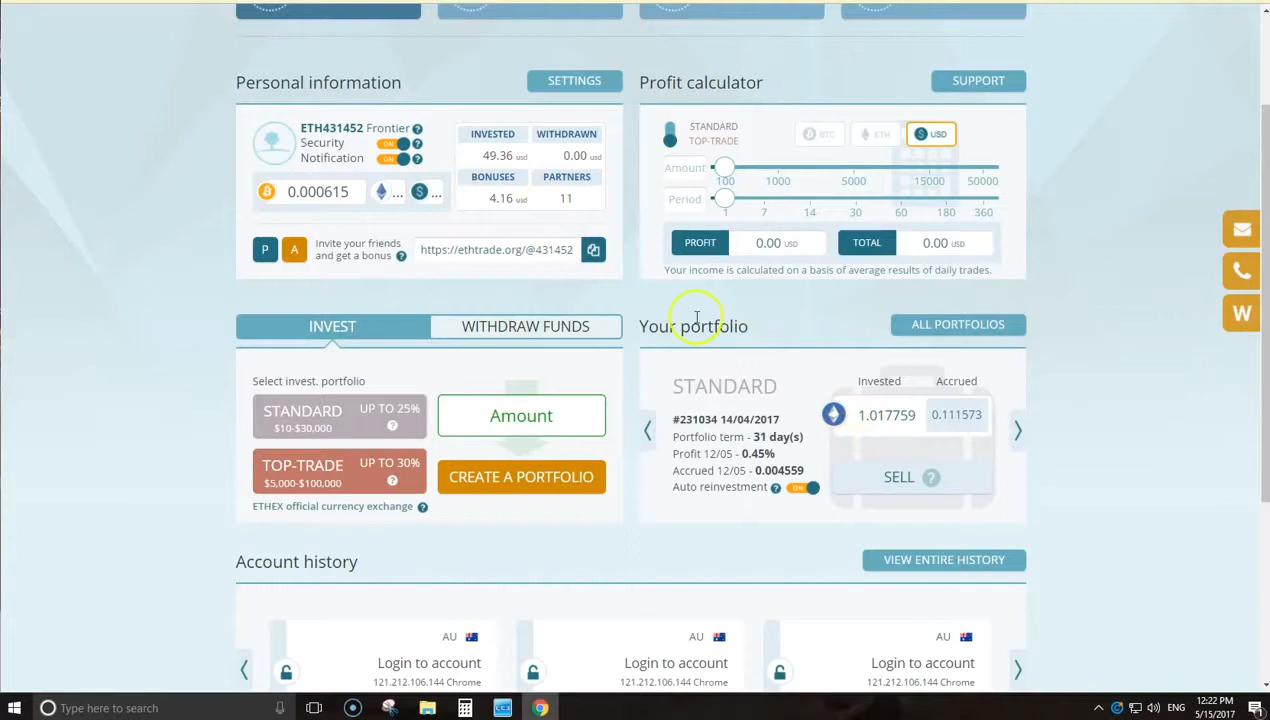 Personal information
SETTINGS
ETH431452 Frontier ?
Security ON ?
Notification ON ?
INVESTED WITHDRAWN
49.36 usd 0.00 usd
BONUSES PARTNERS
4.16 usd 11
0.000615 ... ...
P A Invite your friends
and get a bonus ?
https://ethtrade.org/@431452
Profit calculator
SUPPORT
STANDARD
TOP-TRADE
BTC ETH USD
Amount
100 1000 5000 15000 50000
Period
1 7 14 30 60 180 360
PROFIT 0.00 USD TOTAL 0.00 USD
Your income is calculated on a basis of average results of daily trades.
W
INVEST WITHDRAW FUNDS
Select invest. portfolio
STANDARD UP TO 25%
$10-$30,000 ?
TOP-TRADE UP TO 30%
$5,000-$100,000 ?
Amount
CREATE A PORTFOLIO
ETHEX official currency exchange ?
Your portfolio
ALL PORTFOLIOS
STANDARD
#231034 14/04/2017
Portfolio term - 31 day(s)
Profit 12/05 - 0.45%
Accrued 12/05 - 0.004559
Auto reinvestment ? ON
Invested Accrued
1.017759 0.111573
SELL ?
Account history
VIEW ENTIRE HISTORY
AU
Login to account
121.212.106.144 Chrome
AU
Login to account
121.212.106.144 Chrome
AU
Login to account
121.212.106.144 Chrome
Type here to search
ENG
12:22 PM
5/15/2017